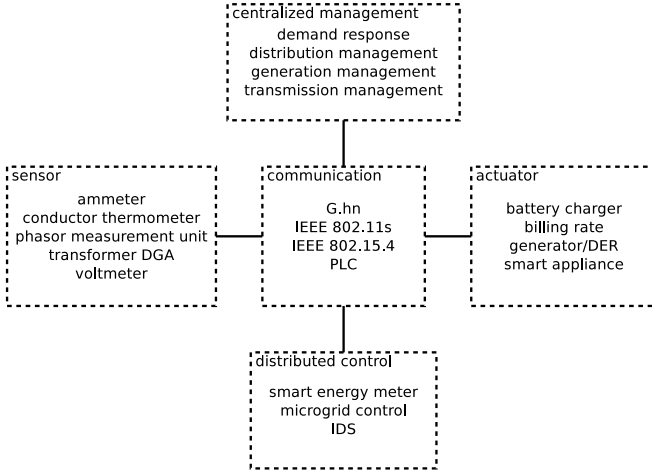 centralized management
demand response
distribution management
generation management
transmission management
sensor
ammeter
conductor thermometer
phasor measurement unit
transformer DGA
voltmeter
communication
G.hn
IEEE 802.11s
IEEE 802.15.4
PLC
actuator
battery charger
billing rate
generator/DER
smart appliance
distributed control
smart energy meter
microgrid control
IDS